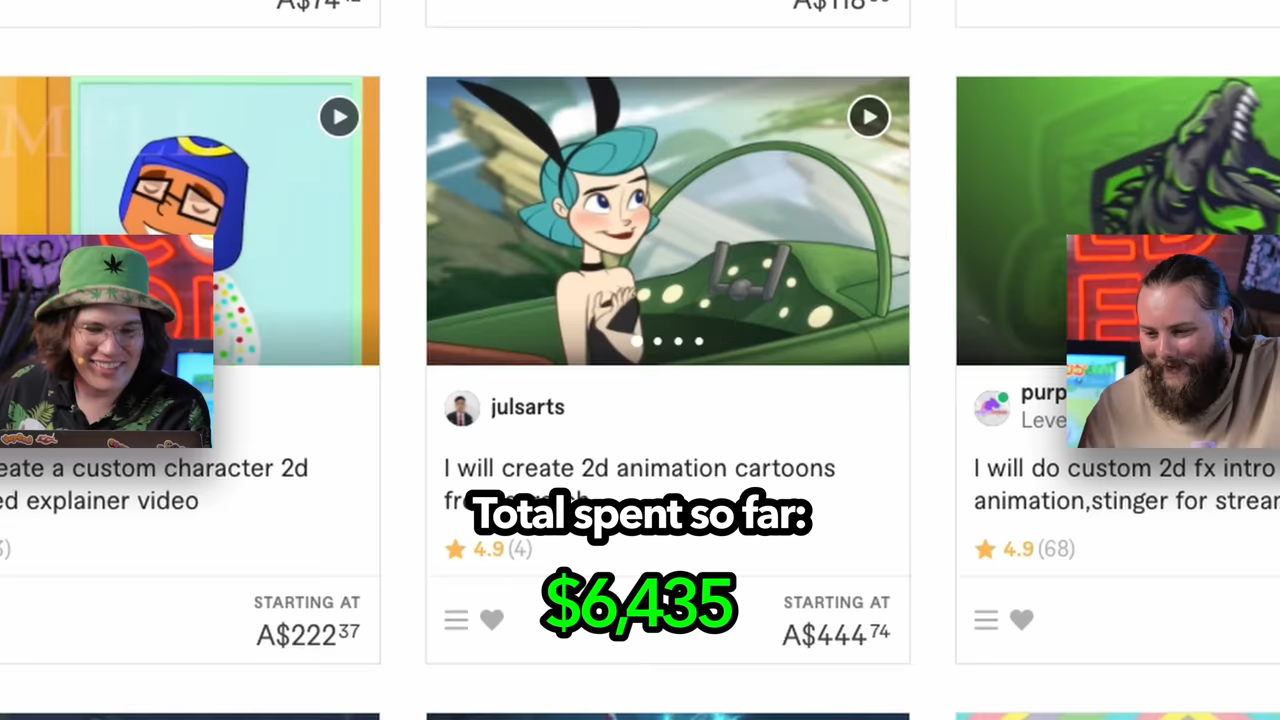 A$74
A$118
julsarts
purp
Leve
eate a custom character 2d
ed explainer video
I will create 2d animation cartoons
I will do custom 2d fx intro
animation,stinger for strea
Total spent so far:
4.9 (4)
4.9 (68)
$6,435
STARTING AT
A$222 37
STARTING AT
A$444 74